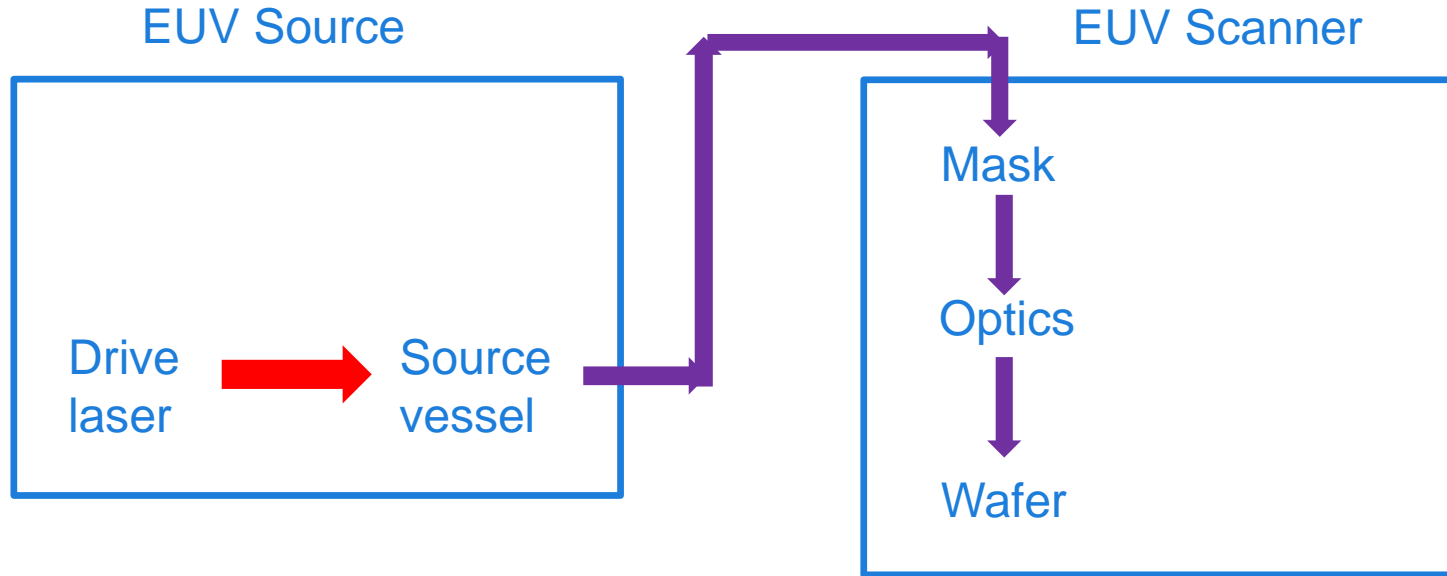 EUV Source
EUV Scanner
Drive
laser
Source
vessel
Mask
Optics
Wafer